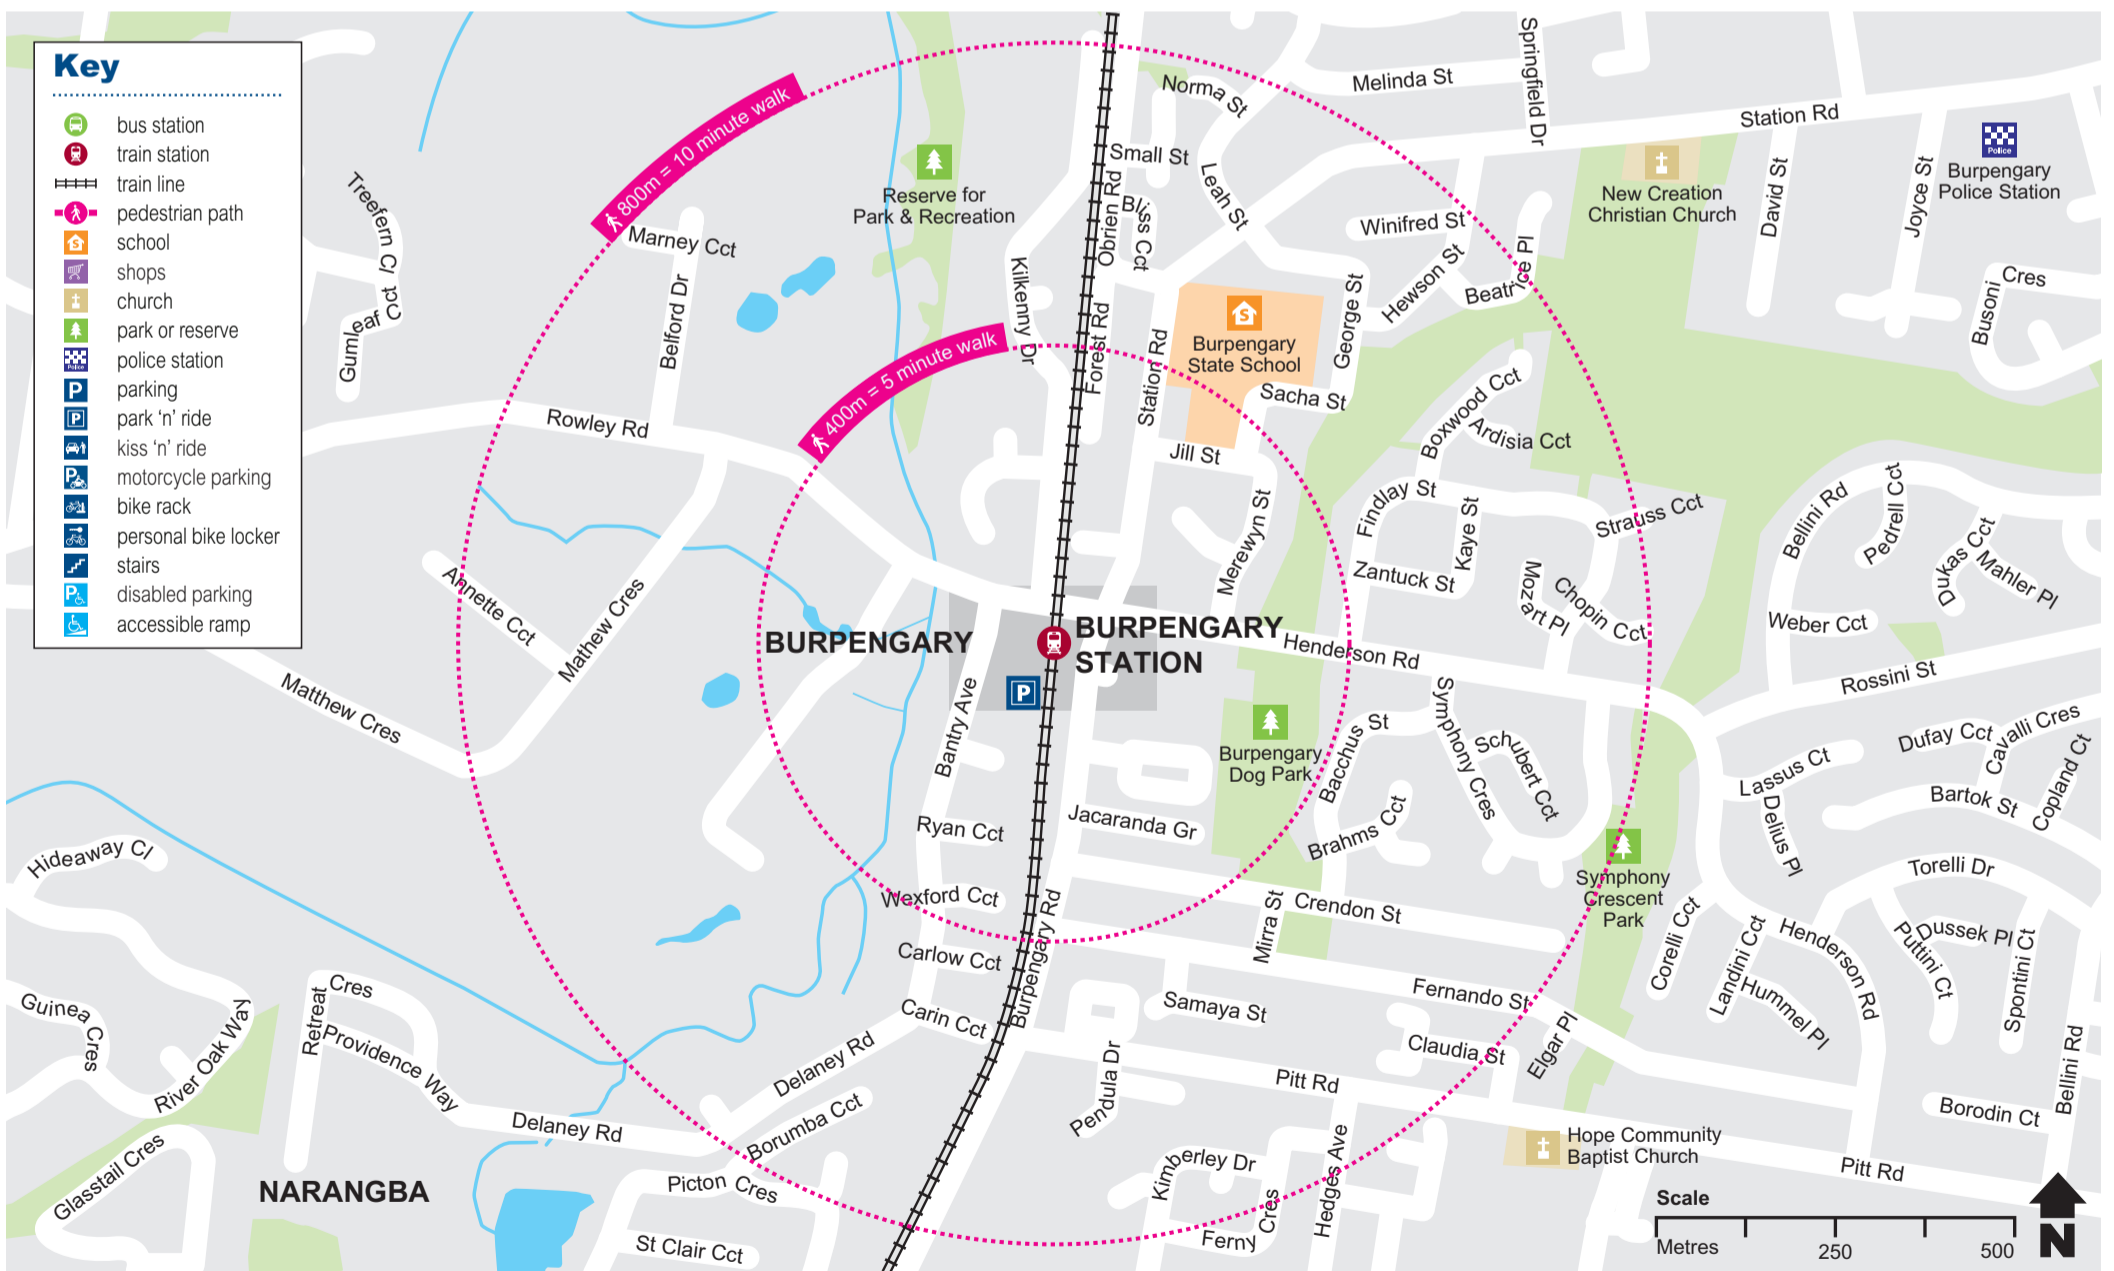 Key
bus station
train station
train line
pedestrian path
school
shops
church
park or reserve
police station
parking
park ‘n’ ride
kiss ‘n’ ride
motorcycle parking
bike rack
personal bike locker
stairs
disabled parking
accessible ramp
800m = 10 minute walk
400m = 5 minute walk
Norma St
Melinda St
Springfield Dr
Station Rd
Small St
Obrien Rd
Bliss Cct
Leah St
Reserve for
Park & Recreation
New Creation
Christian Church
David St
Joyce St
Police
Burpengary
Police Station
Treefern Cl
Gumleaf Cct
Marney Cct
Belford Dr
Kilkenny Dr
Forest Rd
Station Rd
Burpengary
State School
George St
Winifred St
Hewson St
Beatrice Pl
Busoni
Cres
Rowley Rd
Sacha St
Jill St
Boxwood Cct
Ardisia Cct
Findlay St
Kaye St
Strauss Cct
Merewyn St
Zantuck St
Mozart Pl
Chopin Cct
Bellini Rd
Pedrell Cct
Dukas Cct
Mahler Pl
Weber Cct
Rossini St
Annette Cct
Mathew Cres
Matthew Cres
BURPENGARY
BURPENGARY
STATION
P
Henderson Rd
Bantry Ave
Burpengary
Dog Park
Bacchus St
Symphony Cres
Schubert Cct
Brahms Cct
Lassus Ct
Delius Pl
Dufay Cct
Cavalli Cres
Copland Ct
Bartok St
Torelli Dr
Ryan Cct
Jacaranda Gr
Wexford Cct
Burpengary Rd
Mirra St
Crendon St
Symphony
Crescent
Park
Corelli Cct
Landini Cct
Hummel Pl
Henderson Rd
Puttini Ct
Dussek Pl
Spontini Ct
Bellini Rd
Hideaway Cl
Guinea Cres
River Oak Way
Retreat
Cres
Providence Way
Glasstail Cres
Carlow Cct
Carin Cct
Samaya St
Fernando St
Claudia St
Elgar Pl
Delaney Rd
Delaney Rd
Borumba Cct
Picton Cres
St Clair Cct
Pendula Dr
Pitt Rd
Kimberley Dr
Ferny
Cres
Hedges Ave
Hope Community
Baptist Church
Pitt Rd
Borodin Ct
NARANGBA
Scale
Metres
250
500
N